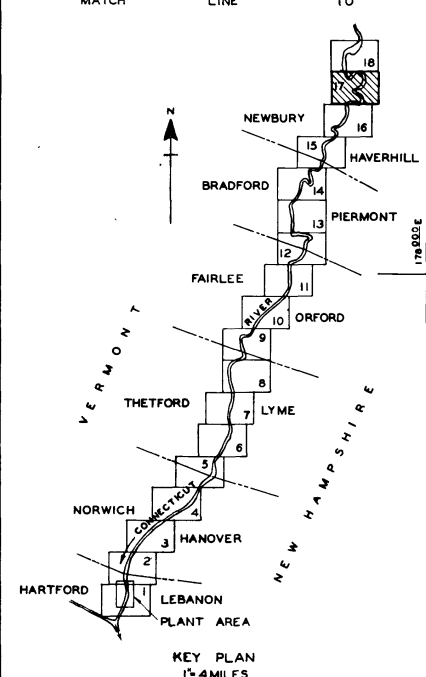 MATCH LINE TO
18
17
NEWBURY
16
N
15
HAVERHILL
BRADFORD
14
13
PIERMONT
12
178000E
FAIRLEE
11
RIVER
10
ORFORD
9
8
VERMONT
THETFORD
7
LYME
6
NEW HAMPSHIRE
5
CONNECTICUT
NORWICH
4
3
HANOVER
2
HARTFORD
1
LEBANON
PLANT AREA
KEY PLAN
1"=4MILES